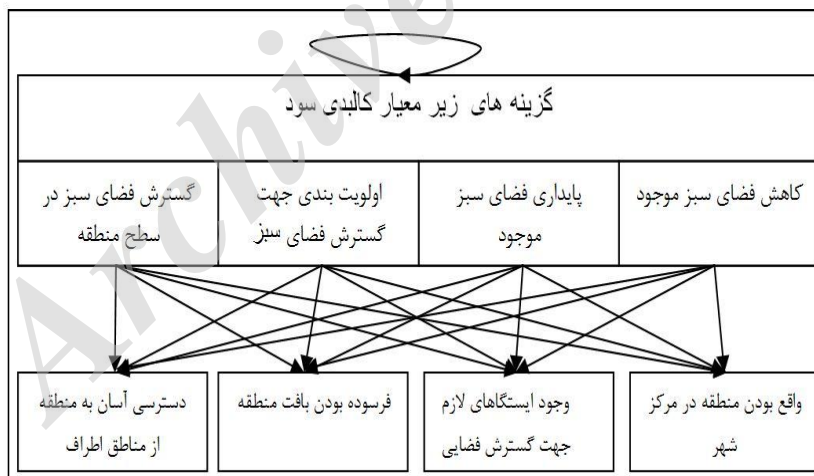 گزینه های زیر معیار کالبدی سود
کاهش فضای سبز موجود
پایداری فضای سبز
موجود
اولویت بندی جهت
گسترش فضای سبز
گسترش فضای سبز در
سطح منطقه
واقع بودن منطقه در مرکز
شهر
وجود ایستگاهای لازم
جهت گسترش فضایی
فرسوده بودن بافت منطقه
دسترسی آسان به منطقه
از مناطق اطراف
Archive